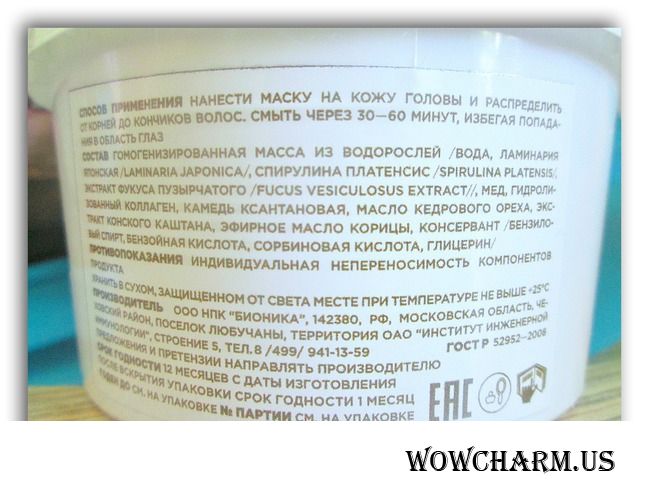 СПОСОБ ПРИМЕНЕНИЯ НАНЕСТИ МАСКУ НА КОЖУ ГОЛОВЫ И РАСПРЕДЕЛИТЬ
ОТ КОРНЕЙ ДО КОНЧИКОВ ВОЛОС. СМЫТЬ ЧЕРЕЗ 30—60 МИНУТ, ИЗБЕГАЯ ПОПАДА-
НИЯ В ОБЛАСТЬ ГЛАЗ
СОСТАВ ГОМОГЕНИЗИРОВАННАЯ МАССА ИЗ ВОДОРОСЛЕЙ /ВОДА, ЛАМИНАРИЯ
ЯПОНСКАЯ /LAMINARIA JAPONICA/, СПИРУЛИНА ПЛАТЕНСИС /SPIRULINA PLATENSIS/,
ЭКСТРАКТ ФУКУСА ПУЗЫРЧАТОГО /FUCUS VESICULOSUS EXTRACT//, МЕД, ГИДРОЛИ-
ЗОВАННЫЙ КОЛЛАГЕН, КАМЕДЬ КСАНТАНОВАЯ, МАСЛО КЕДРОВОГО ОРЕХА, ЭКС-
ТРАКТ КОНСКОГО КАШТАНА, ЭФИРНОЕ МАСЛО КОРИЦЫ, КОНСЕРВАНТ /БЕНЗИЛО-
ВЫЙ СПИРТ, БЕНЗОЙНАЯ КИСЛОТА, СОРБИНОВАЯ КИСЛОТА, ГЛИЦЕРИН/
ПРОТИВОПОКАЗАНИЯ ИНДИВИДУАЛЬНАЯ НЕПЕРЕНОСИМОСТЬ КОМПОНЕНТОВ
ПРОДУКТА
ХРАНИТЬ В СУХОМ, ЗАЩИЩЕННОМ ОТ СВЕТА МЕСТЕ ПРИ ТЕМПЕРАТУРЕ НЕ ВЫШЕ +25°С
ПРОИЗВОДИТЕЛЬ ООО НПК "БИОНИКА", 142380, РФ, МОСКОВСКАЯ ОБЛАСТЬ, ЧЕ-
ХОВСКИЙ РАЙОН, ПОСЕЛОК ЛЮБУЧАНЫ, ТЕРРИТОРИЯ ОАО "ИНСТИТУТ ИНЖЕНЕРНОЙ
ИММУНОЛОГИИ", СТРОЕНИЕ 5, ТЕЛ. 8 /499/ 941-13-59 ГОСТ Р 52952—2008
ПРЕДЛОЖЕНИЯ И ПРЕТЕНЗИИ НАПРАВЛЯТЬ ПРОИЗВОДИТЕЛЮ
СРОК ГОДНОСТИ 12 МЕСЯЦЕВ С ДАТЫ ИЗГОТОВЛЕНИЯ
ПОСЛЕ ВСКРЫТИЯ УПАКОВКИ СРОК ГОДНОСТИ 1 МЕСЯЦ
ГОДЕН ДО СМ. НА УПАКОВКЕ № ПАРТИИ СМ. НА УПАКОВКЕ
EAC
WOWCHARM.US